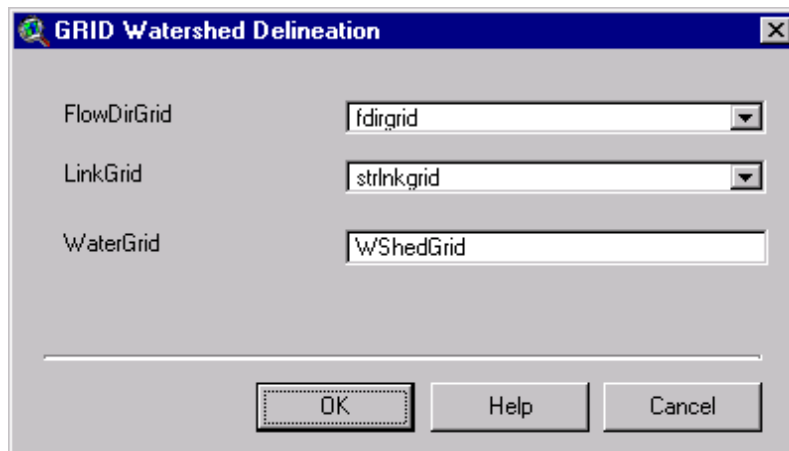 GRID Watershed Delineation
FlowDirGrid fdirgrid
LinkGrid strlnkgrid
WaterGrid WShedGrid
OK Help Cancel